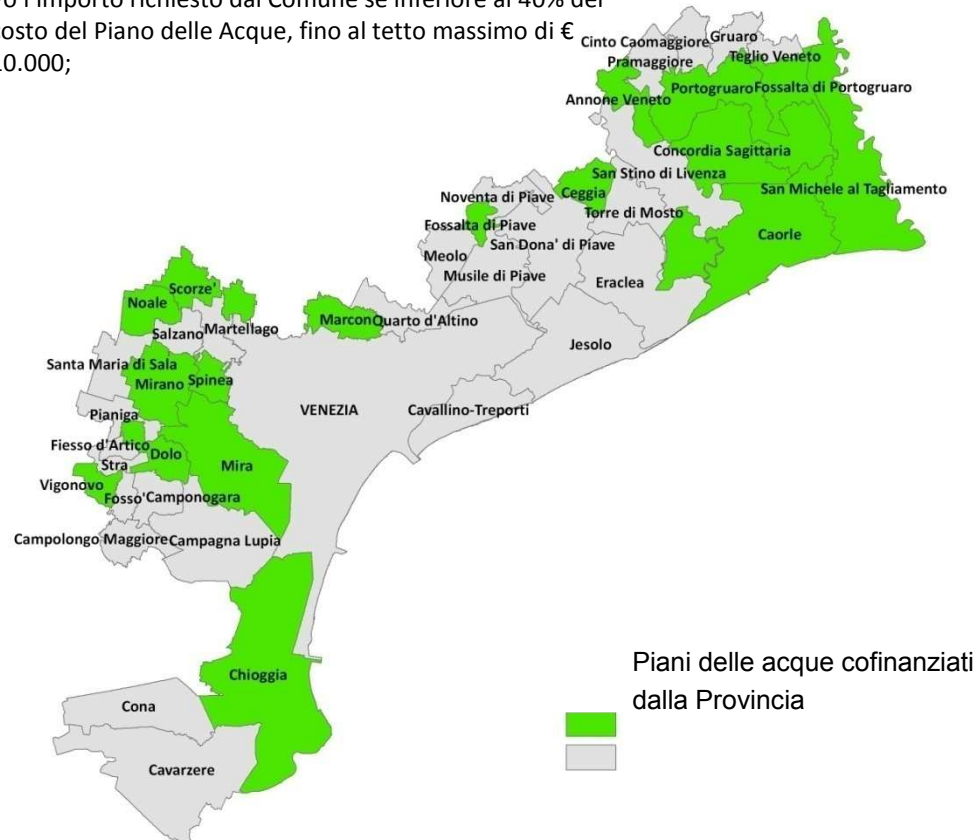 o l'importo richiesto dal Comune se inferiore al 40% del
costo del Piano delle Acque, fino al tetto massimo di €
10.000;
Cinto Caomaggiore
Gruaro
Pramaggiore
Teglio Veneto
Annone Veneto
Portogruaro
Fossalta di Portogruaro
Concordia Sagittaria
San Stino di Livenza
San Michele al Tagliamento
Noventa di Piave
Ceggia
Torre di Mosto
Fossalta di Piave
Caorle
San Dona' di Piave
Meolo
Musile di Piave
Eraclea
Scorze'
Noale
Marcon
Quarto d'Altino
Salzano
Martellago
Jesolo
Santa Maria di Sala
Mirano
Spinea
VENEZIA
Cavallino-Treporti
Pianiga
Fiesso d'Artico
Dolo
Stra
Mira
Vigonovo
Fosso'
Camponogara
Campolongo Maggiore
Campagna Lupia
Chioggia
Cona
Cavarzere
Piani delle acque cofinanziati
dalla Provincia